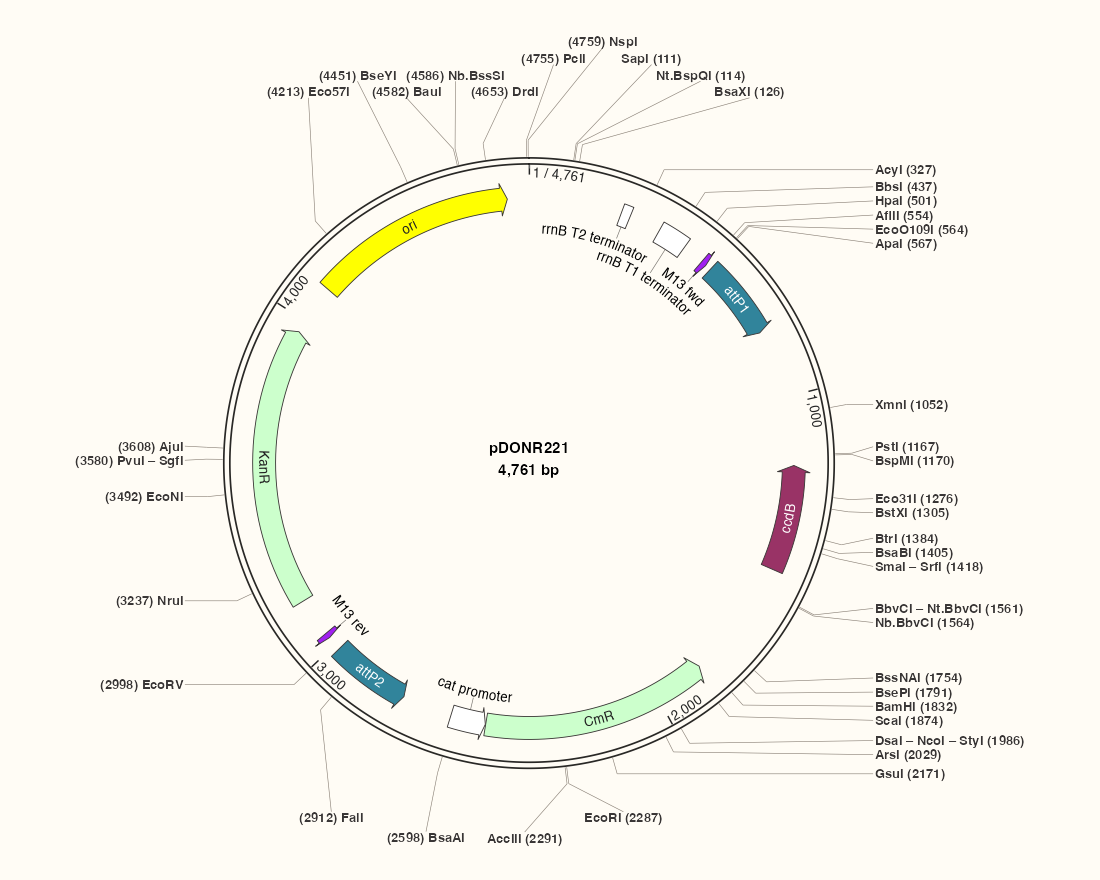 (4759) NspI
(4755) PciI
SapI (111)
(4451) BseYI
(4586) Nb.BssSI
Nt.BspQI (114)
(4213) Eco57I
(4582) BauI
(4653) DrdI
BsaXI (126)
1 / 4,761
AcyI (327)
BbsI (437)
HpaI (501)
AflII (554)
EcoO109I (564)
ApaI (567)
ori
rrnB T2 terminator
rrnB T1 terminator
M13 fwd
attP1
4,000
1,000
XmnI (1052)
pDONR221
4,761 bp
(3608) AjuI
(3580) PvuI – SgfI
(3492) EcoNI
KanR
PstI (1167)
BspMI (1170)
Eco31I (1276)
BstXI (1305)
ccdB
BtrI (1384)
BsaBI (1405)
SmaI – SrfI (1418)
(3237) NruI
BbvCI – Nt.BbvCI (1561)
Nb.BbvCI (1564)
M13 rev
attP2
3,000
(2998) EcoRV
cat promoter
CmR
2,000
BssNAI (1754)
BsePI (1791)
BamHI (1832)
ScaI (1874)
DsaI – NcoI – StyI (1986)
ArsI (2029)
GsuI (2171)
(2912) FalI
(2598) BsaAI
AccIII (2291)
EcoRI (2287)